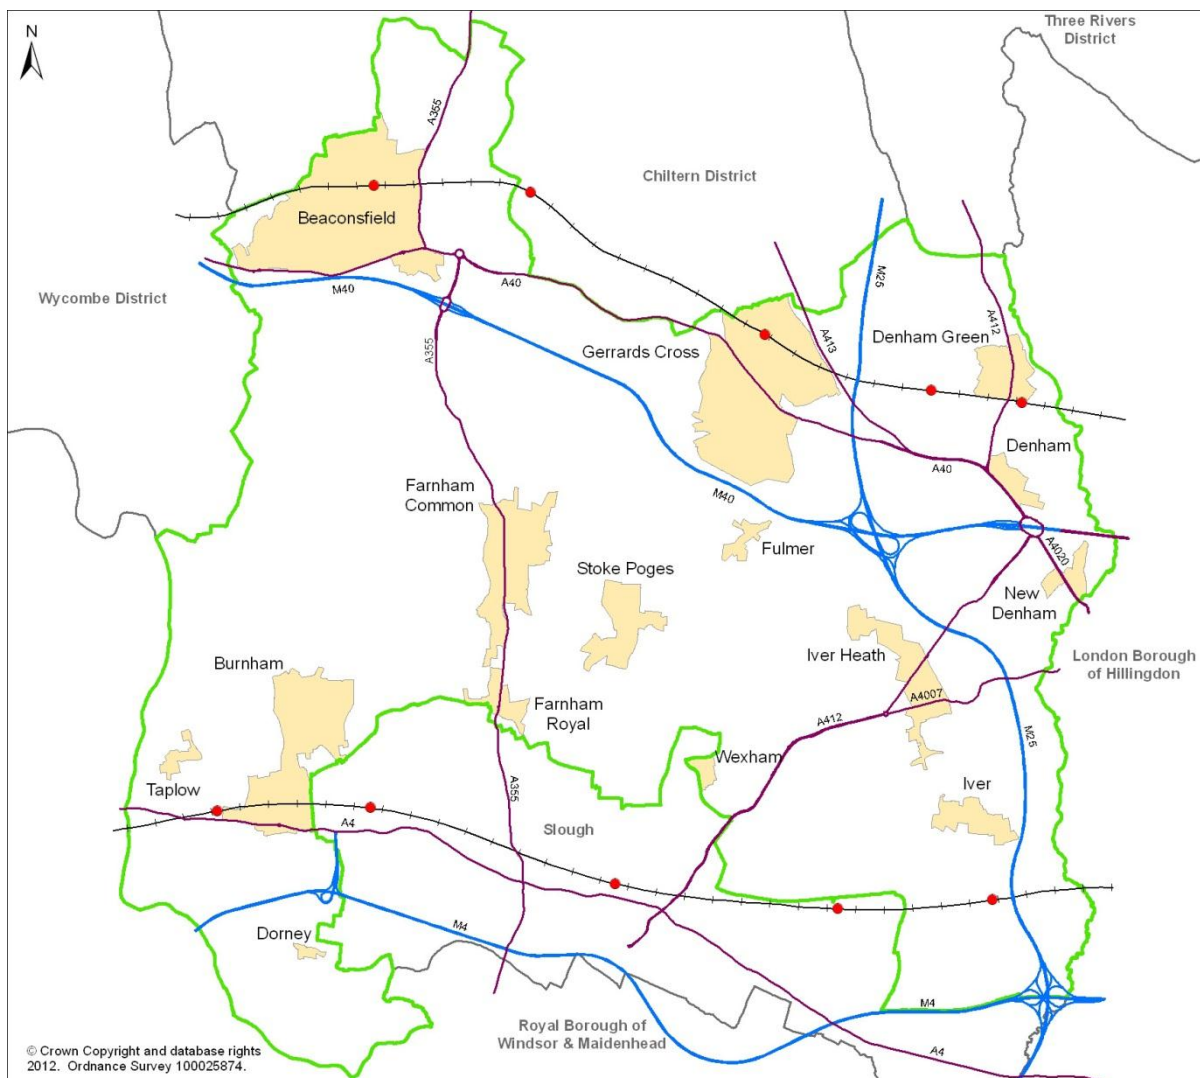 N
Three Rivers
District
A355
Chiltern District
Beaconsfield
M25
A40
M40
Wycombe District
A412
A413
Denham Green
Gerrards Cross
A355
Denham
A40
Farnham
Common
M40
Fulmer
A4020
Stoke Poges
New
Denham
Iver Heath
London Borough
of Hillingdon
Burnham
A4007
Farnham
Royal
A412
M25
Wexham
Taplow
A355
Iver
A4
Slough
M4
Dorney
M4
Royal Borough of
Windsor & Maidenhead
A4
© Crown Copyright and database rights
2012. Ordnance Survey 100025874.